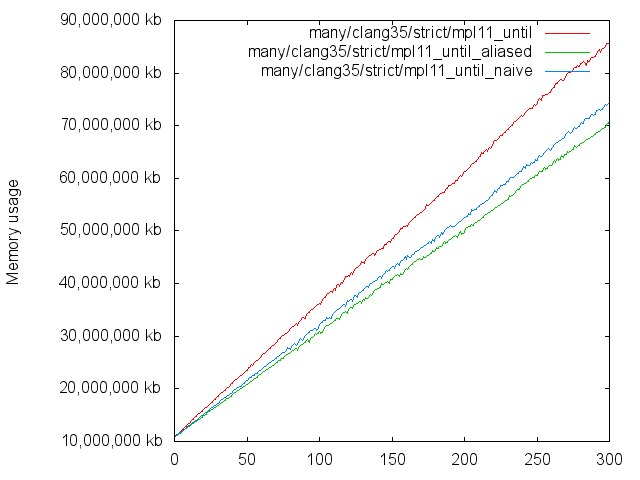 90,000,000 kb
80,000,000 kb
70,000,000 kb
60,000,000 kb
50,000,000 kb
40,000,000 kb
30,000,000 kb
20,000,000 kb
10,000,000 kb
Memory usage
many/clang35/strict/mpl11_until
many/clang35/strict/mpl11_until_aliased
many/clang35/strict/mpl11_until_naive
0 50 100 150 200 250 300